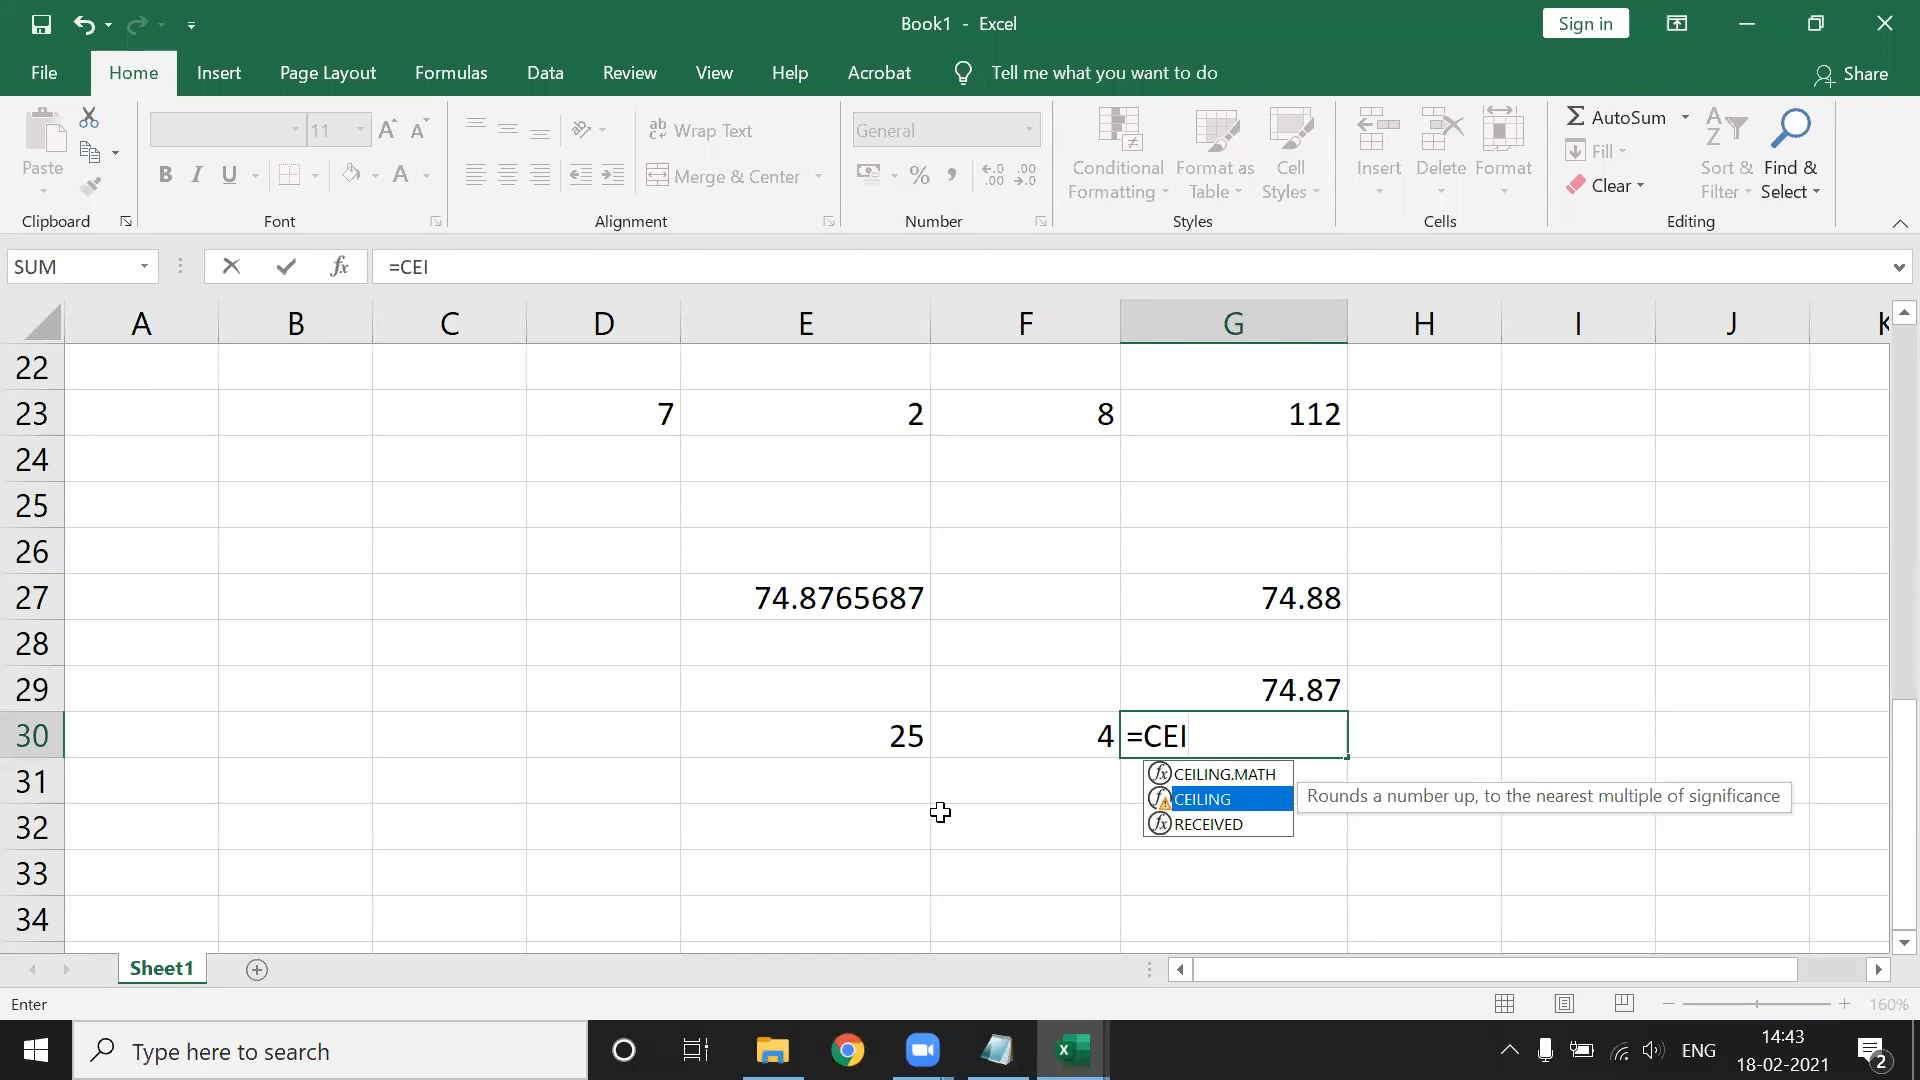 Book1 - Excel
Sign in
File Home Insert Page Layout Formulas Data Review View Help Acrobat Tell me what you want to do Share
Paste
11
B I U
ab Wrap Text
Merge & Center
General
Conditional Formatting
Format as Table
Cell Styles
Insert Delete Format
AutoSum
Fill
Clear
Sort & Filter
Find & Select
Clipboard Font Alignment Number Styles Cells Editing
SUM fx =CEI
A B C D E F G H I J K
22
23 7 2 8 112
24
25
26
27 74.8765687 74.88
28
29 74.87
30 25 4 =CEI
31 CEILING.MATH
CEILING Rounds a number up, to the nearest multiple of significance
32 RECEIVED
33
34
Sheet1
Enter 160%
Type here to search
ENG 14:43
18-02-2021
2